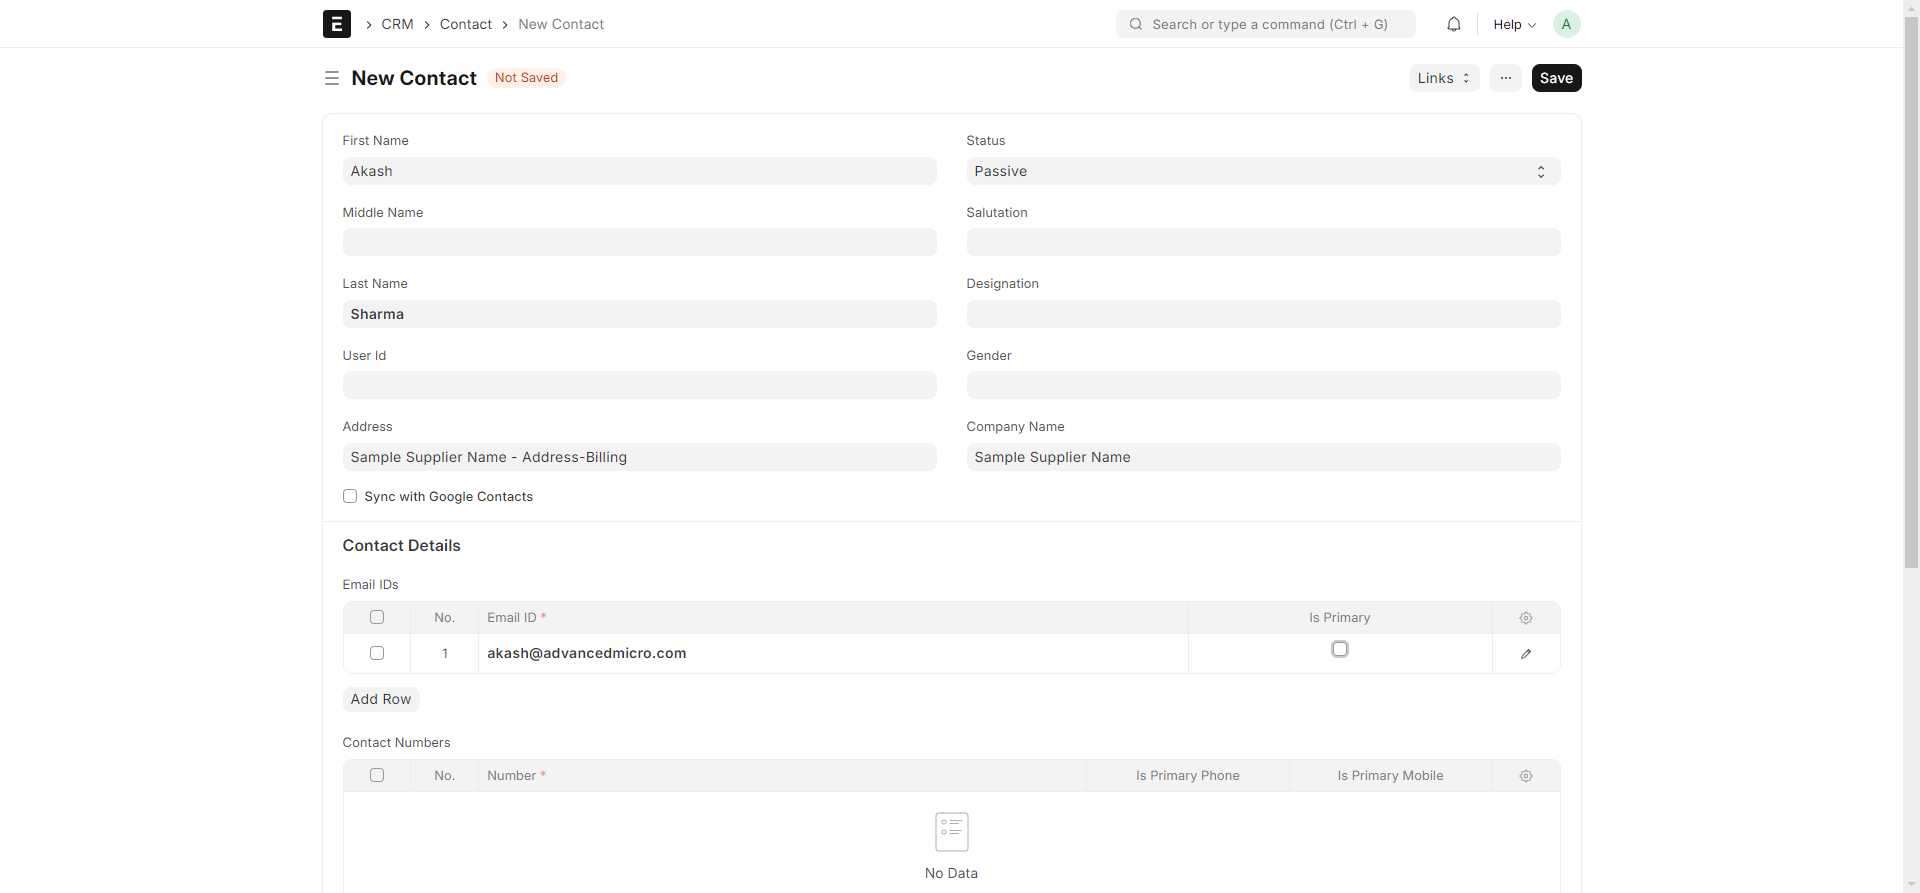 CRM
Contact
New Contact
Search or type a command (Ctrl + G)
Help
A
New Contact
Not Saved
Links
Save
First Name
Akash
Status
Passive
Middle Name
Salutation
Last Name
Sharma
Designation
User Id
Gender
Address
Sample Supplier Name - Address-Billing
Company Name
Sample Supplier Name
Sync with Google Contacts
Contact Details
Email IDs
No.
Email ID *
Is Primary
1
akash@advancedmicro.com
Add Row
Contact Numbers
No.
Number *
Is Primary Phone
Is Primary Mobile
No Data